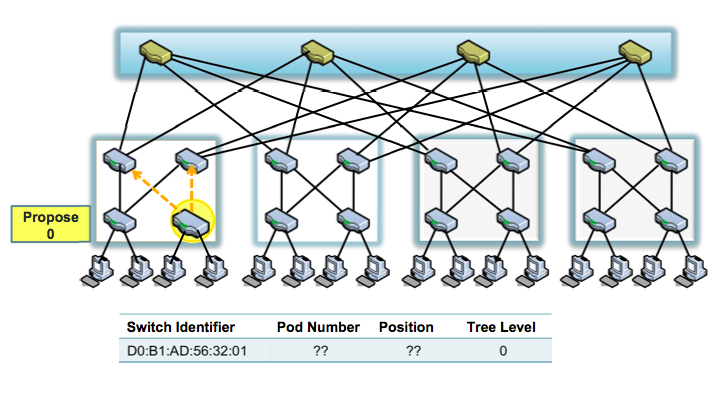 Propose
0
Switch Identifier Pod Number Position Tree Level
D0:B1:AD:56:32:01 ?? ?? 0